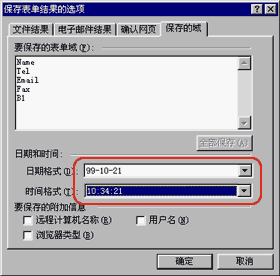 保存表单结果的选项
文件结果 电子邮件结果 确认网页 保存的域
要保存的表单域(F):
Name
Tel
Email
Fax
B1
全部保存(A)
日期和时间:
日期格式(D): 99-10-21
时间格式(T): 10:34:21
要保存的附加信息
远程计算机名称(R) 用户名(N)
浏览器类型(B)
确定 取消